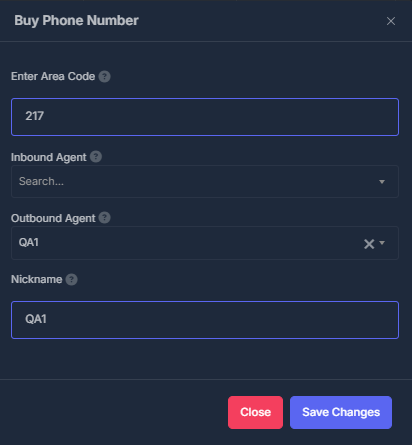 Buy Phone Number
Enter Area Code
217
Inbound Agent
Search...
Outbound Agent
QA1
Nickname
QA1
Close
Save Changes